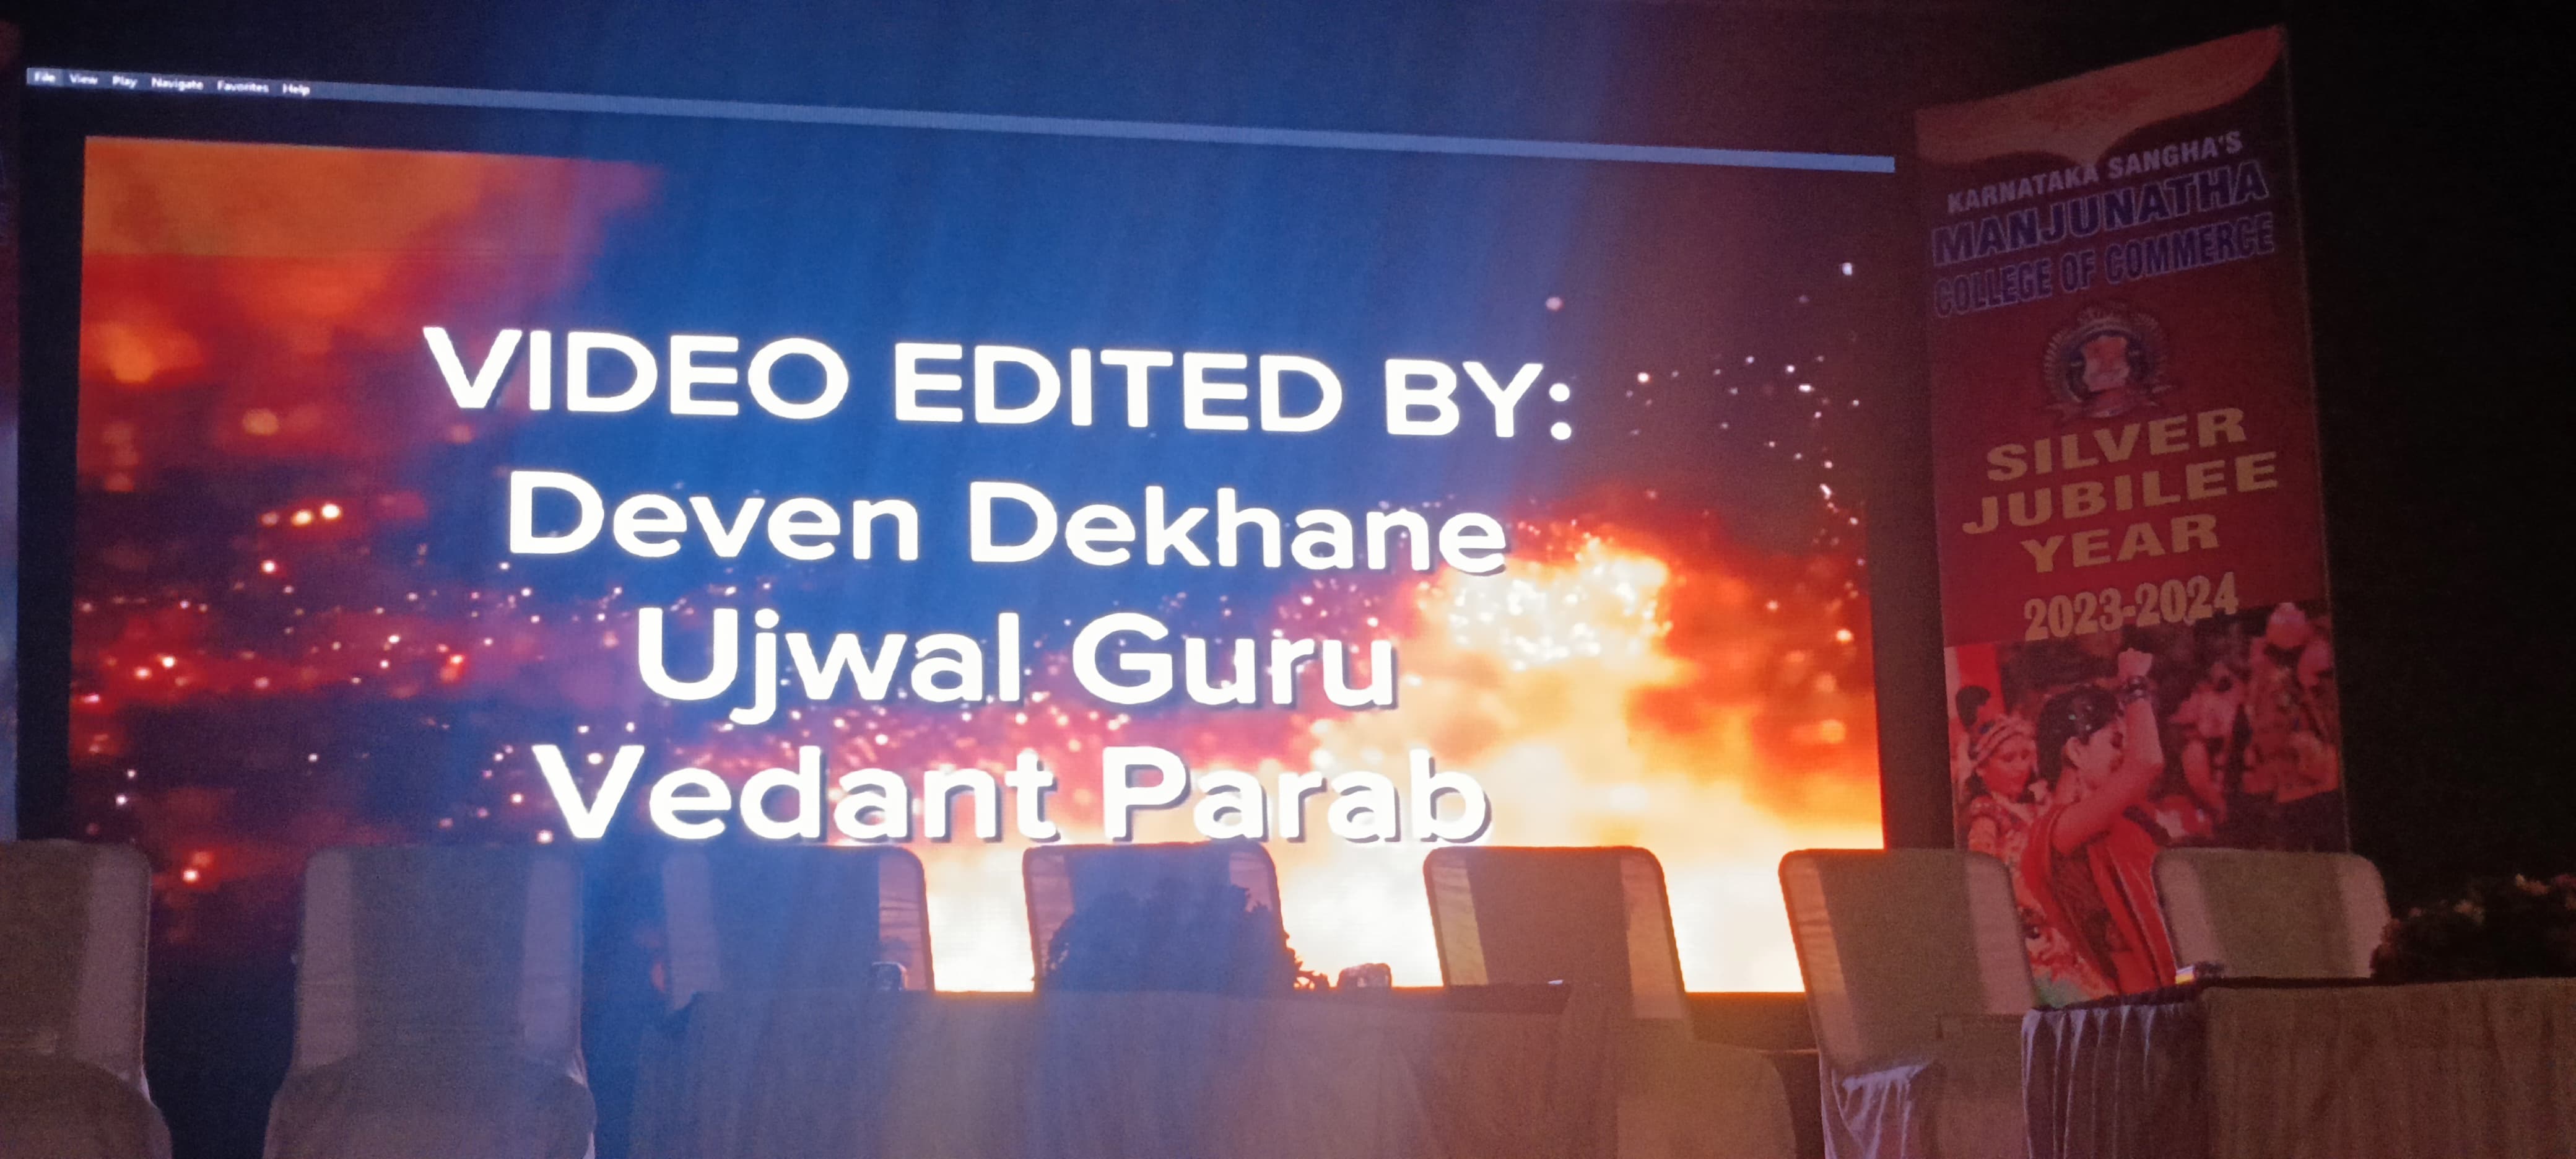 File View Play Navigate Favorites Help
VIDEO EDITED BY:
Deven Dekhane
Ujwal Guru
Vedant Parab
KARNATAKA SANGHA'S
MANJUNATHA
COLLEGE OF COMMERCE
SILVER
JUBILEE
YEAR
2023-2024